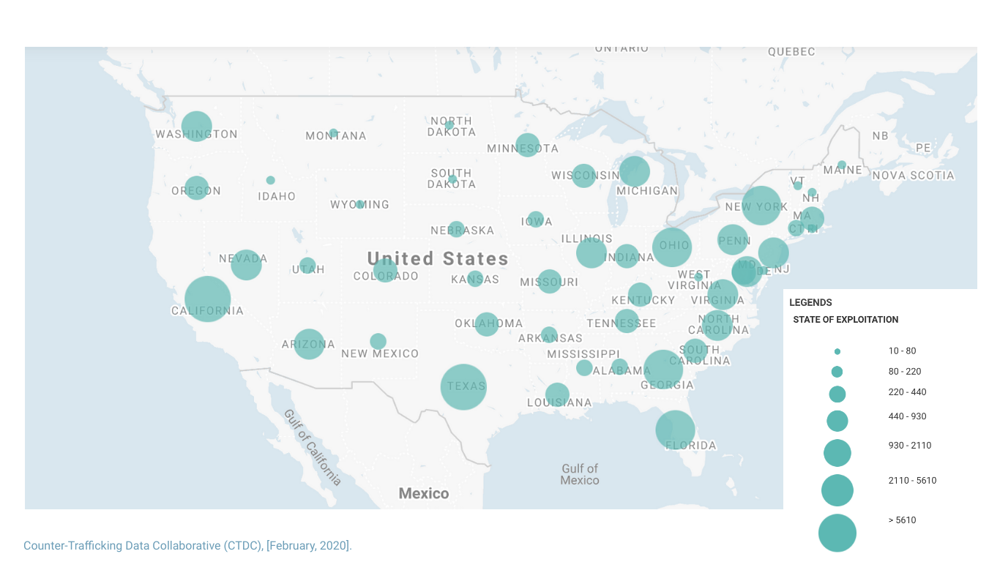 ONTARIO
QUEBEC
NORTH
DAKOTA
WASHINGTON
MONTANA
NB
MINNESOTA
PE
MAINE
SOUTH
DAKOTA
WISCONSIN
NOVA SCOTIA
VT
OREGON
IDAHO
MICHIGAN
NH
WYOMING
NEW YORK
MA
IOWA
NEBRASKA
CT RI
ILLINOIS
PENN
OHIO
NEVADA
United States
INDIANA
MD
UTAH
DE
NJ
COLORADO
KANSAS
MISSOURI
WEST
VIRGINIA
KENTUCKY
VIRGINIA
CALIFORNIA
OKLAHOMA
TENNESSEE
NORTH
CAROLINA
ARKANSAS
ARIZONA
NEW MEXICO
MISSISSIPPI
SOUTH
CAROLINA
ALABAMA
TEXAS
GEORGIA
LOUISIANA
FLORIDA
Gulf of California
Gulf of
Mexico
Mexico
LEGENDS
STATE OF EXPLOITATION
10 - 80
80 - 220
220 - 440
440 - 930
930 - 2110
2110 - 5610
> 5610
Counter-Trafficking Data Collaborative (CTDC), [February, 2020].